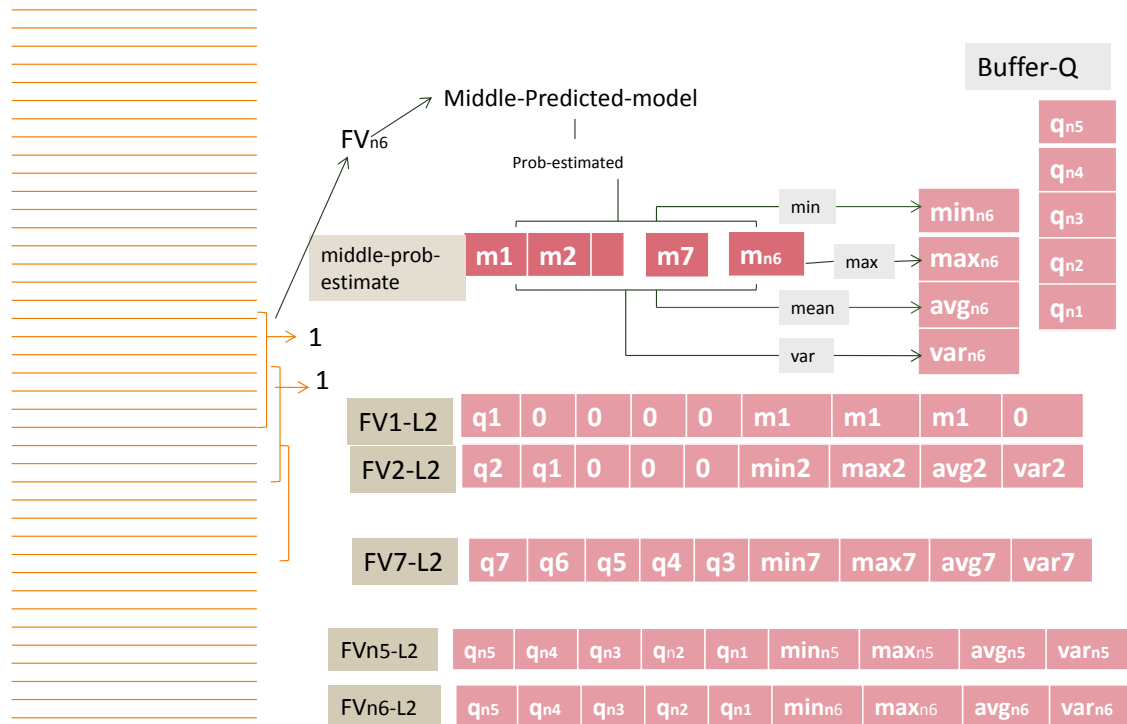 Buffer-Q
Middle-Predicted-model
FVn6
Prob-estimated
qn5
qn4
qn3
qn2
qn1
min
minn6
middle-prob-
estimate
m1 m2 m7 mn6
max
maxn6
mean
avgn6
var
varn6
1
1
FV1-L2 q1 0 0 0 0 m1 m1 m1 0
FV2-L2 q2 q1 0 0 0 min2 max2 avg2 var2
FV7-L2 q7 q6 q5 q4 q3 min7 max7 avg7 var7
FVn5-L2 qn5 qn4 qn3 qn2 qn1 minn5 maxn5 avgn5 varn5
FVn6-L2 qn5 qn4 qn3 qn2 qn1 minn6 maxn6 avgn6 varn6